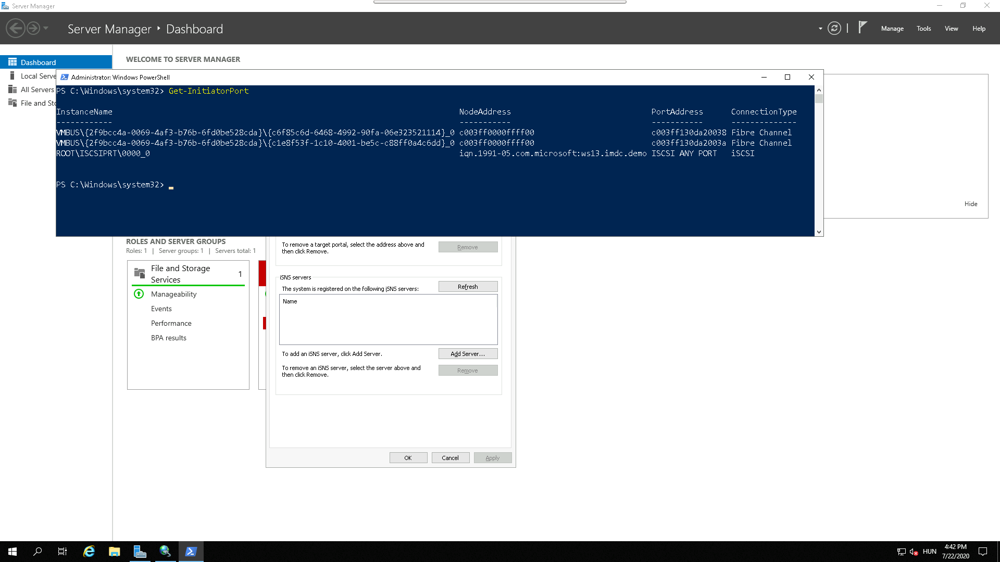 Server Manager
Server Manager ‣ Dashboard
Manage Tools View Help
Dashboard
Local Serve
All Servers
File and Sto
WELCOME TO SERVER MANAGER
Administrator: Windows PowerShell
PS C:\Windows\system32> Get-InitiatorPort
InstanceName NodeAddress PortAddress ConnectionType
------------ ----------- ----------- --------------
VMBUS\{2f9bcc4a-0069-4af3-b76b-6fd0be528cda}\{c6f85c6d-6468-4992-90fa-06e323521114}_0 c003ff0000ffff00 c003ff130da20038 Fibre Channel
VMBUS\{2f9bcc4a-0069-4af3-b76b-6fd0be528cda}\{c1e8f53f-1c10-4001-be5c-c88ff0a4c6dd}_0 c003ff0000ffff00 c003ff130da2003a Fibre Channel
ROOT\ISCSIPRT\0000_0 iqn.1991-05.com.microsoft:ws13.imdc.demo ISCSI ANY PORT iSCSI
PS C:\Windows\system32>
Hide
ROLES AND SERVER GROUPS
Roles: 1 | Server groups: 1 | Servers total: 1
File and Storage
Services
1
Manageability
Events
Performance
BPA results
To remove a target portal, select the address above and
then click Remove.
Remove
iSNS servers
The system is registered on the following iSNS servers:
Refresh
Name
To add an iSNS server, click Add Server.
Add Server...
To remove an iSNS server, select the server above and
then click Remove.
Remove
OK Cancel Apply
HUN
4:42 PM
7/22/2020